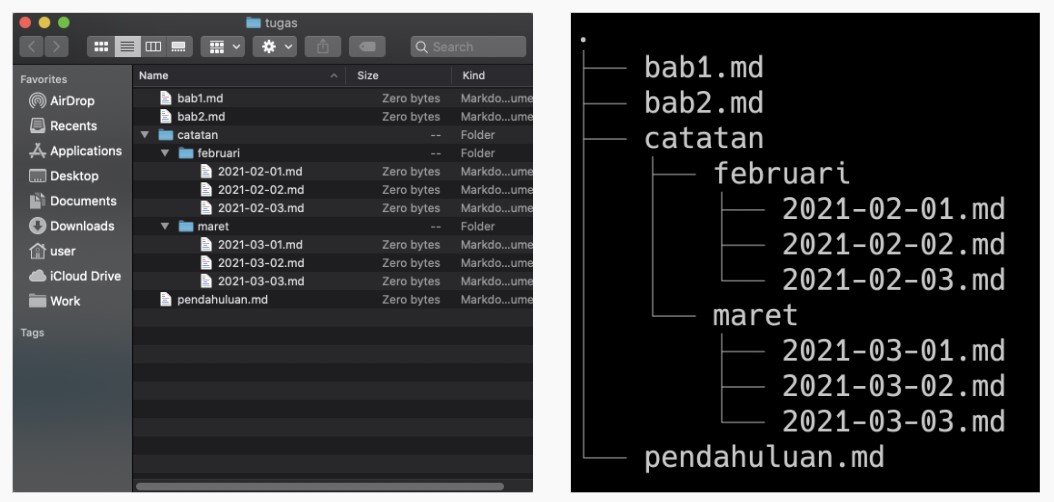 tugas
Search
Favorites
AirDrop
Recents
Applications
Desktop
Documents
Downloads
user
iCloud Drive
Work
Tags
Name Size Kind
bab1.md Zero bytes Markdo...ume
bab2.md Zero bytes Markdo...ume
catatan -- Folder
februari -- Folder
2021-02-01.md Zero bytes Markdo...ume
2021-02-02.md Zero bytes Markdo...ume
2021-02-03.md Zero bytes Markdo...ume
maret -- Folder
2021-03-01.md Zero bytes Markdo...ume
2021-03-02.md Zero bytes Markdo...ume
2021-03-03.md Zero bytes Markdo...ume
pendahuluan.md Zero bytes Markdo...ume
.
bab1.md
bab2.md
catatan
februari
2021-02-01.md
2021-02-02.md
2021-02-03.md
maret
2021-03-01.md
2021-03-02.md
2021-03-03.md
pendahuluan.md